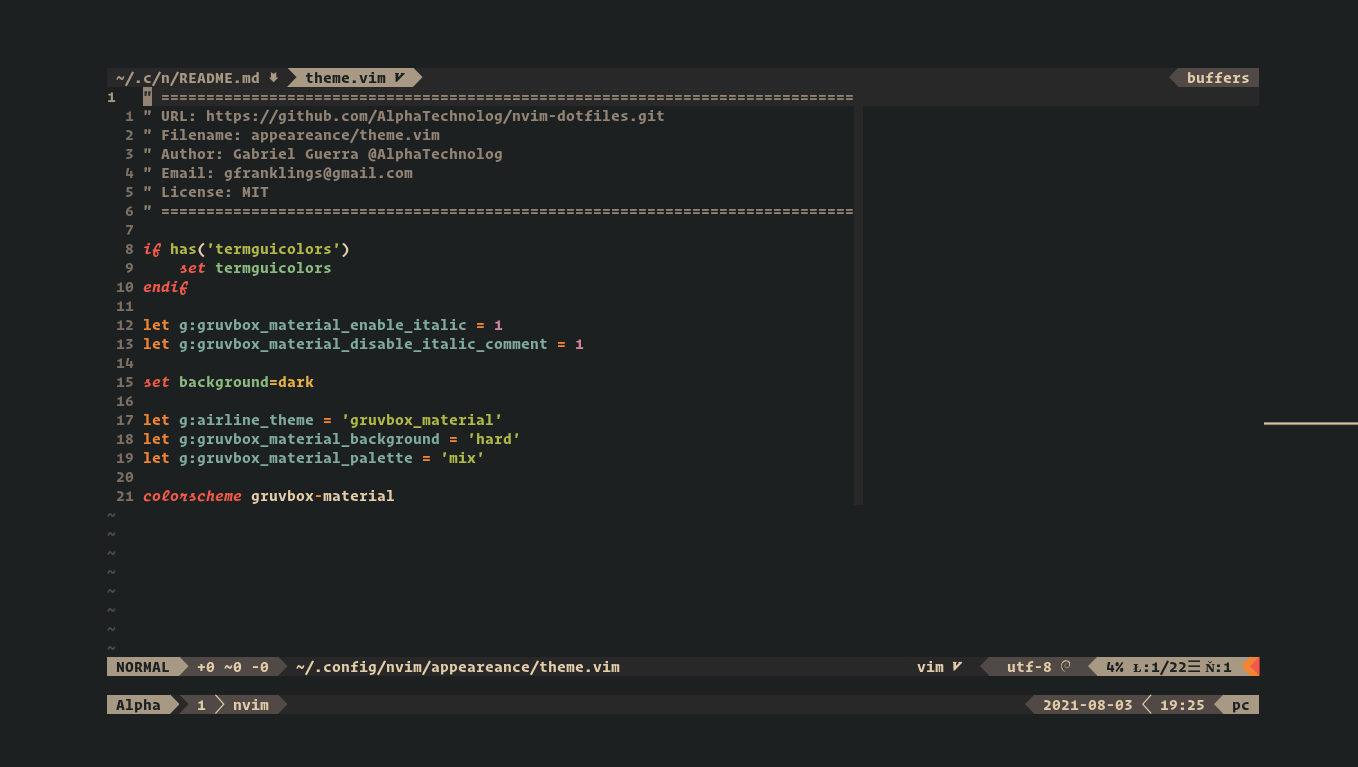 ~/.c/n/README.md theme.vim buffers
1 " =============================================================================
1 " URL: https://github.com/AlphaTechnolog/nvim-dotfiles.git
2 " Filename: appeareance/theme.vim
3 " Author: Gabriel Guerra @AlphaTechnolog
4 " Email: gfranklings@gmail.com
5 " License: MIT
6 " =============================================================================
7
8 if has('termguicolors')
9     set termguicolors
10 endif
11
12 let g:gruvbox_material_enable_italic = 1
13 let g:gruvbox_material_disable_italic_comment = 1
14
15 set background=dark
16
17 let g:airline_theme = 'gruvbox_material'
18 let g:gruvbox_material_background = 'hard'
19 let g:gruvbox_material_palette = 'mix'
20
21 colorscheme gruvbox-material
~
~
~
~
~
~
~
~
NORMAL +0 ~0 -0 ~/.config/nvim/appeareance/theme.vim vim utf-8 4% ʟ:1/22☰ Ň:1
Alpha 1 nvim 2021-08-03 19:25 pc